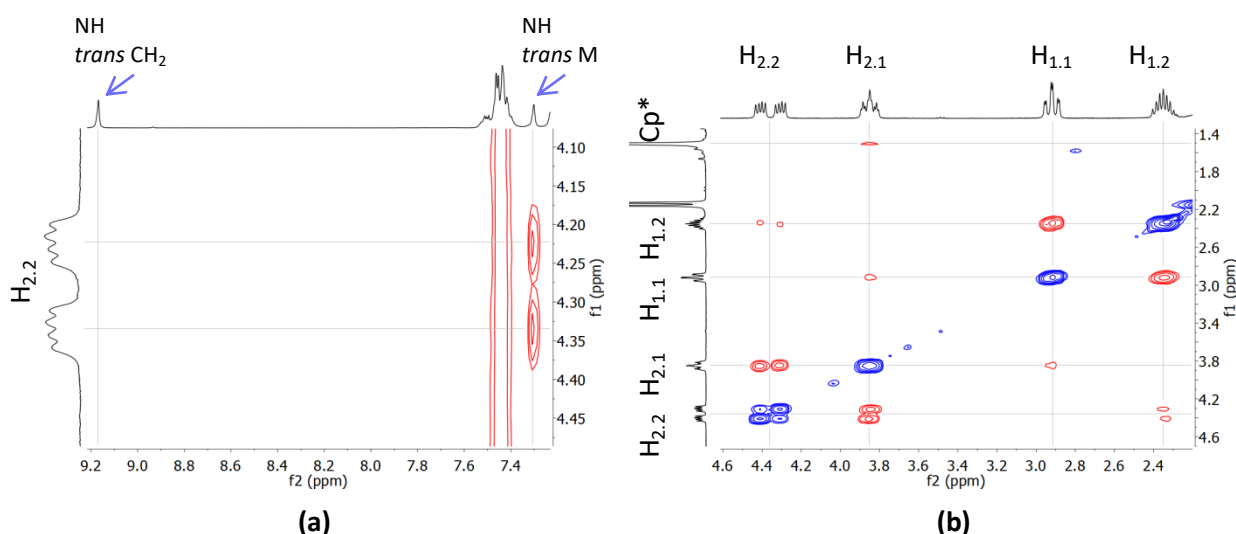 NH
trans CH₂
NH
trans M
H₂.₂
4.10
4.15
4.20
4.25
4.30
4.35
4.40
4.45
f1 (ppm)
9.2 9.0 8.8 8.6 8.4 8.2 8.0 7.8 7.6 7.4
f2 (ppm)
(a)
H₂.₂ H₂.₁ H₁.₁ H₁.₂
Cp*
H₁.₂
H₁.₁
H₂.₁
H₂.₂
1.4
1.8
2.2
2.6
3.0
3.4
3.8
4.2
4.6
f1 (ppm)
4.6 4.4 4.2 4.0 3.8 3.6 3.4 3.2 3.0 2.8 2.6 2.4
f2 (ppm)
(b)